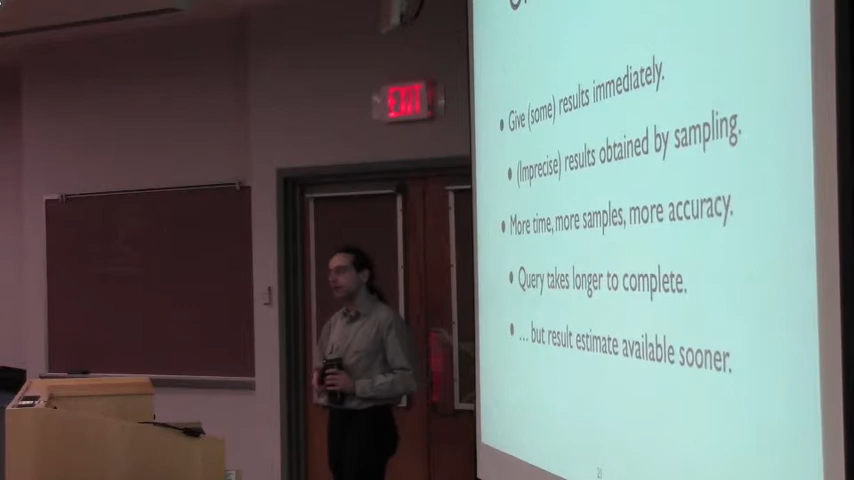 EXIT
• Give (some) results immediately.
• (Imprecise) results obtained by sampling.
• More time, more samples, more accuracy.
• Query takes longer to complete.
• ... but result estimate available sooner.
21